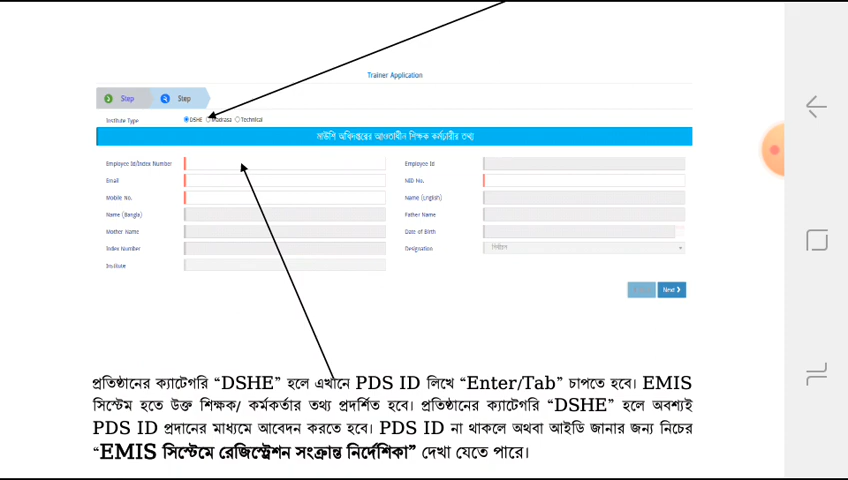 Trainer Application
১ Step ২ Step
Institute Type DSHE Madrasa Technical
মাউশি অধিদপ্তরের আওতাধীন শিক্ষক কর্মচারীর তথ্য
Employee Id/Index Number Employee Id
Email NID No.
Mobile No. Name (English)
Name (Bangla) Father Name
Mother Name Date of Birth
Index Number Designation
Institute
Next
প্রতিষ্ঠানের ক্যাটেগরি “DSHE” হলে এখানে PDS ID লিখে “Enter/Tab” চাপতে হবে। EMIS
সিস্টেম হতে উক্ত শিক্ষক/ কর্মকর্তার তথ্য প্রদর্শিত হবে। প্রতিষ্ঠানের ক্যাটেগরি “DSHE” হলে অবশ্যই
PDS ID প্রদানের মাধ্যমে আবেদন করতে হবে। PDS ID না থাকলে অথবা আইডি জানার জন্য নিচের
“EMIS সিস্টেমে রেজিস্ট্রেশন সংক্রান্ত নির্দেশিকা” দেখা যেতে পারে।